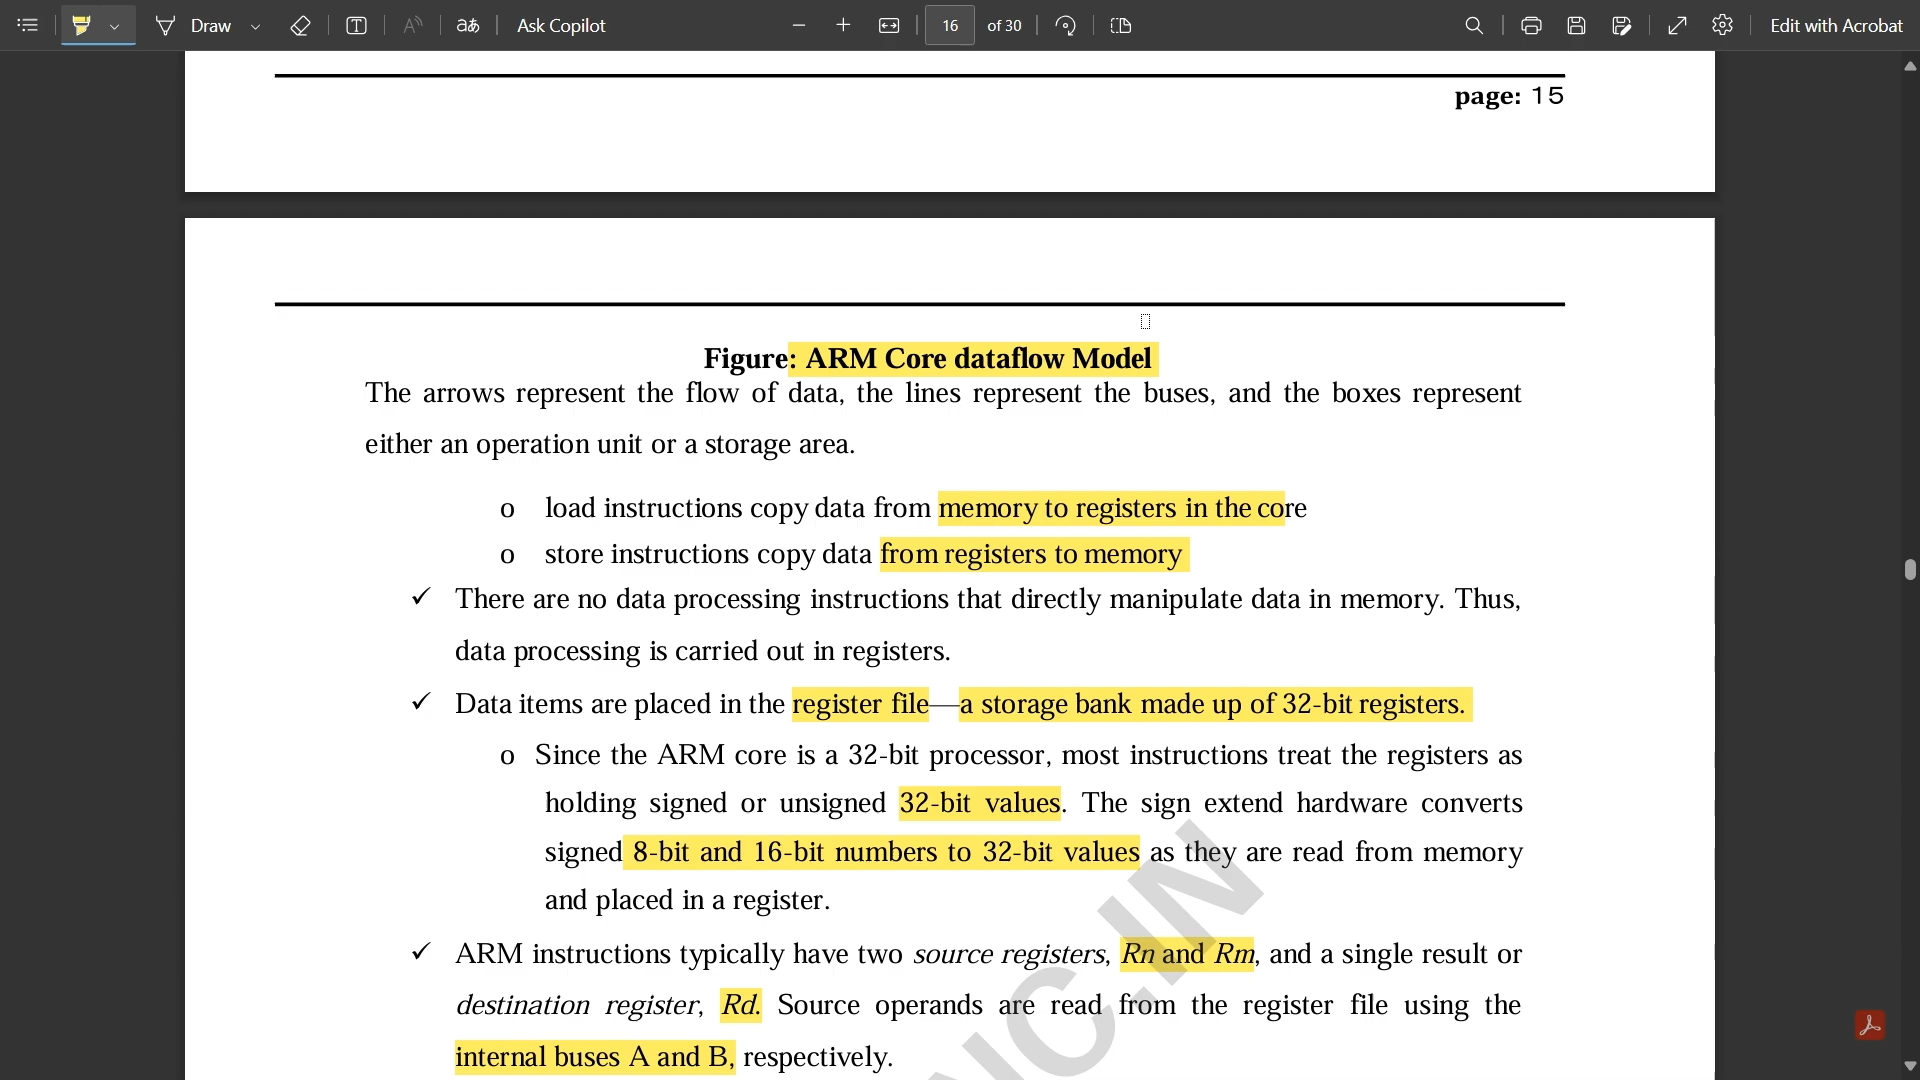 Draw
T
A
aあ
Ask Copilot
16 of 30
Edit with Acrobat
page: 15
Figure: ARM Core dataflow Model
The arrows represent the flow of data, the lines represent the buses, and the boxes represent
either an operation unit or a storage area.
o load instructions copy data from memory to registers in the core
o store instructions copy data from registers to memory
✓ There are no data processing instructions that directly manipulate data in memory. Thus,
data processing is carried out in registers.
✓ Data items are placed in the register file—a storage bank made up of 32-bit registers.
o Since the ARM core is a 32-bit processor, most instructions treat the registers as
holding signed or unsigned 32-bit values. The sign extend hardware converts
signed 8-bit and 16-bit numbers to 32-bit values as they are read from memory
and placed in a register.
✓ ARM instructions typically have two source registers, Rn and Rm, and a single result or
destination register, Rd. Source operands are read from the register file using the
internal buses A and B, respectively.
NC.IN